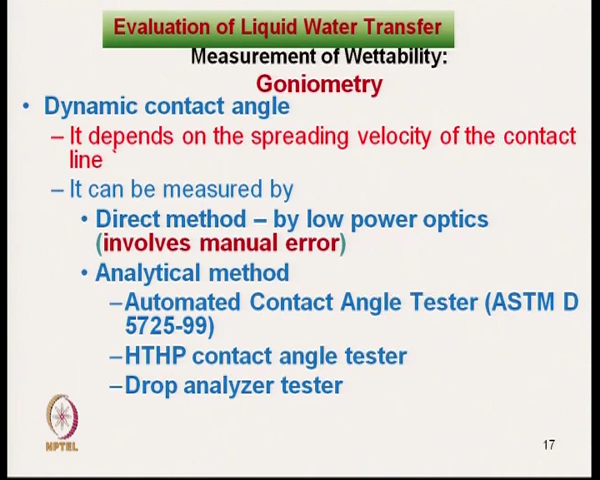 Evaluation of Liquid Water Transfer
Measurement of Wettability:
Goniometry
• Dynamic contact angle
– It depends on the spreading velocity of the contact
line
– It can be measured by
• Direct method – by low power optics
(involves manual error)
• Analytical method
–Automated Contact Angle Tester (ASTM D
5725-99)
–HTHP contact angle tester
–Drop analyzer tester
NPTEL
17